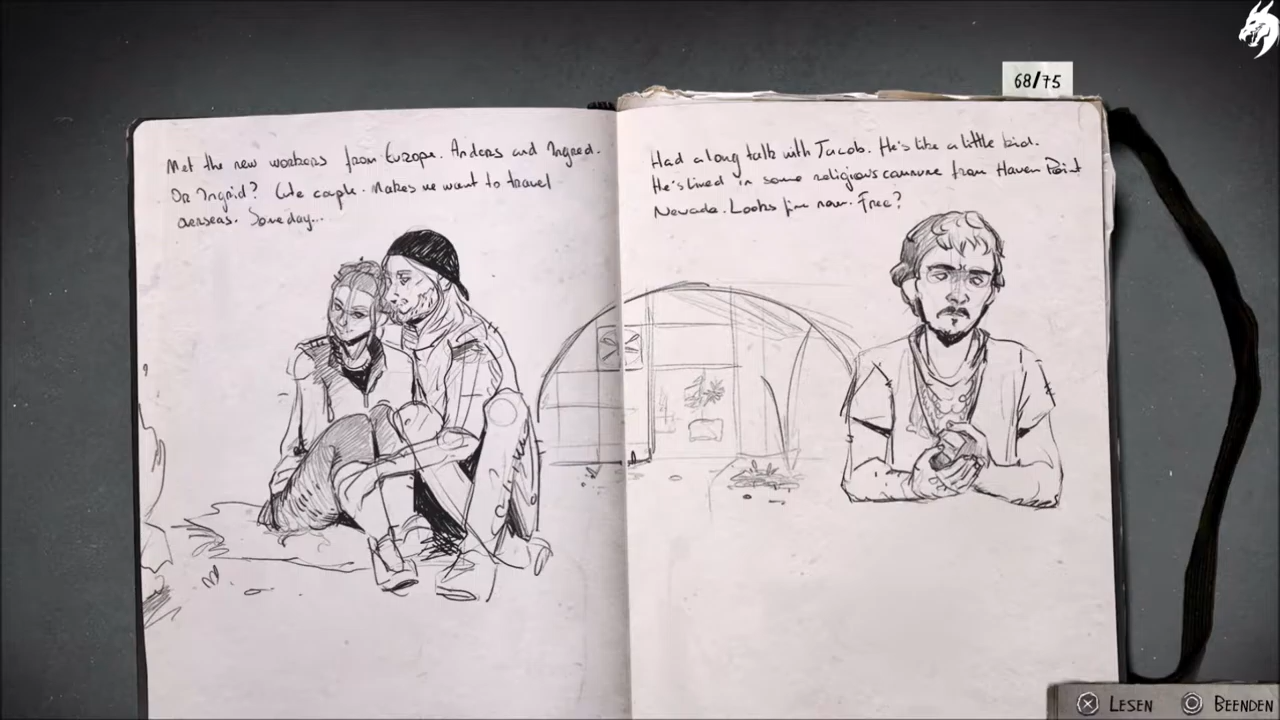 68/75
Met the new workers from Europe. Anders and Ingred.
Or Ingrid? Cute couple. Makes me want to travel
overseas. Someday...
Had a long talk with Jacob. He's like a little bird.
He's lived in some religious commune from Haven Point
Nevada. Looks fine now. Free?
LESEN
BEENDEN